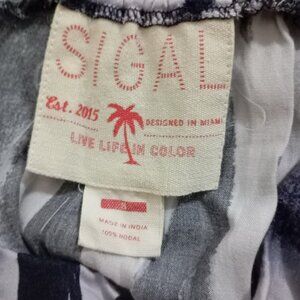 SIGAL
Est. 2015
DESIGNED IN MIAMI
LIVE LIFE IN COLOR
MADE IN INDIA
100% MODAL